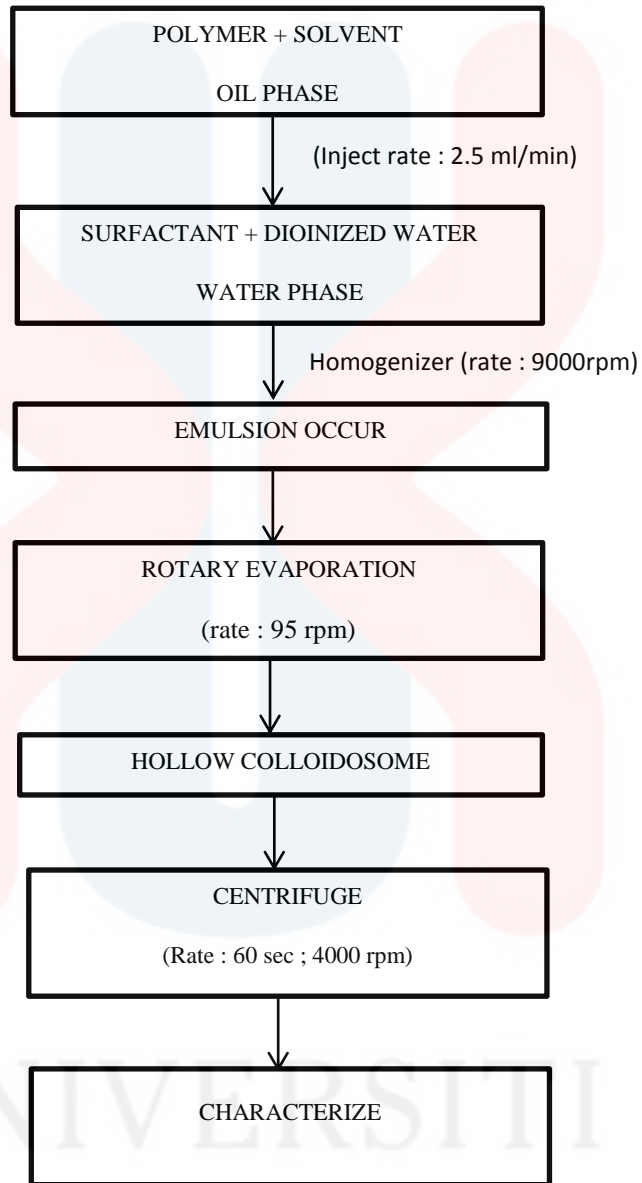 POLYMER + SOLVENT
OIL PHASE
(Inject rate : 2.5 ml/min)
SURFACTANT + DIOINIZED WATER
WATER PHASE
Homogenizer (rate : 9000rpm)
EMULSION OCCUR
ROTARY EVAPORATION
(rate : 95 rpm)
HOLLOW COLLOIDOSOME
CENTRIFUGE
(Rate : 60 sec ; 4000 rpm)
CHARACTERIZE
NIVERSITI